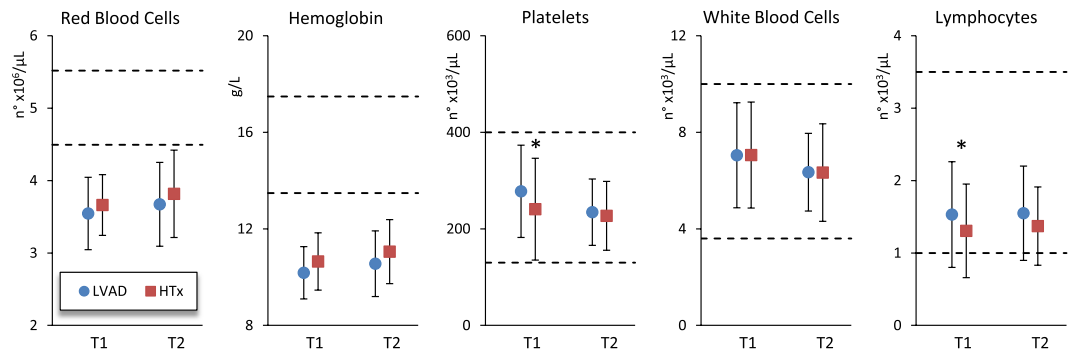 Red Blood Cells
n° x10⁶/µL
6
5
4
3
2
LVAD HTx
T1 T2
Hemoglobin
g/L
20
16
12
8
T1 T2
Platelets
n° x10³/µL
600
400
200
0
*
T1 T2
White Blood Cells
n° x10³/µL
12
8
4
0
T1 T2
Lymphocytes
n° x10³/µL
4
3
2
1
0
*
T1 T2